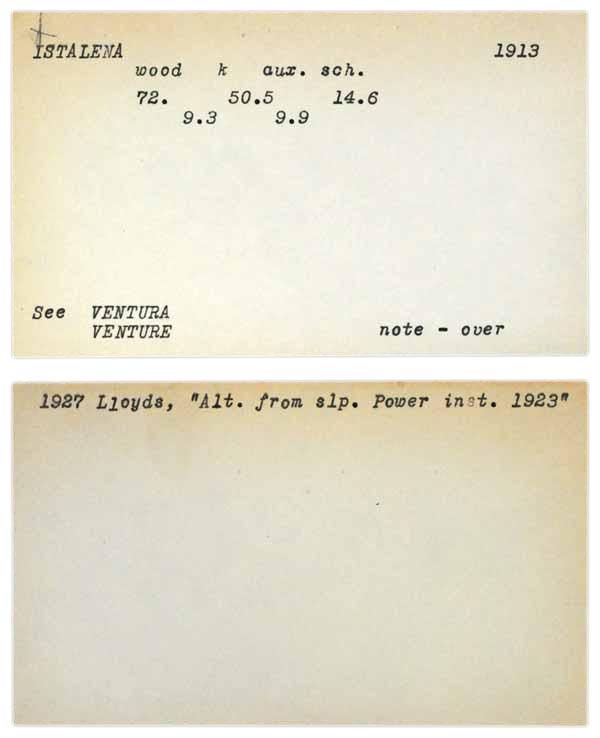 ISTALENA 1913
wood k aux. sch.
72. 50.5 14.6
9.3 9.9
See VENTURA
VENTURE note - over
1927 Lloyds, "Alt. from slp. Power inst. 1923"